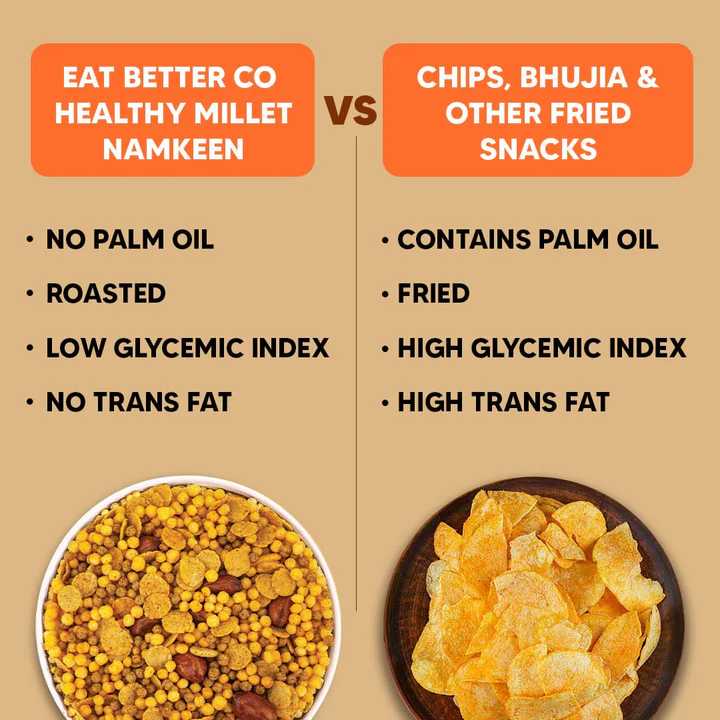 EAT BETTER CO
HEALTHY MILLET
NAMKEEN
VS
CHIPS, BHUJIA &
OTHER FRIED
SNACKS
• NO PALM OIL
• ROASTED
• LOW GLYCEMIC INDEX
• NO TRANS FAT
• CONTAINS PALM OIL
• FRIED
• HIGH GLYCEMIC INDEX
• HIGH TRANS FAT